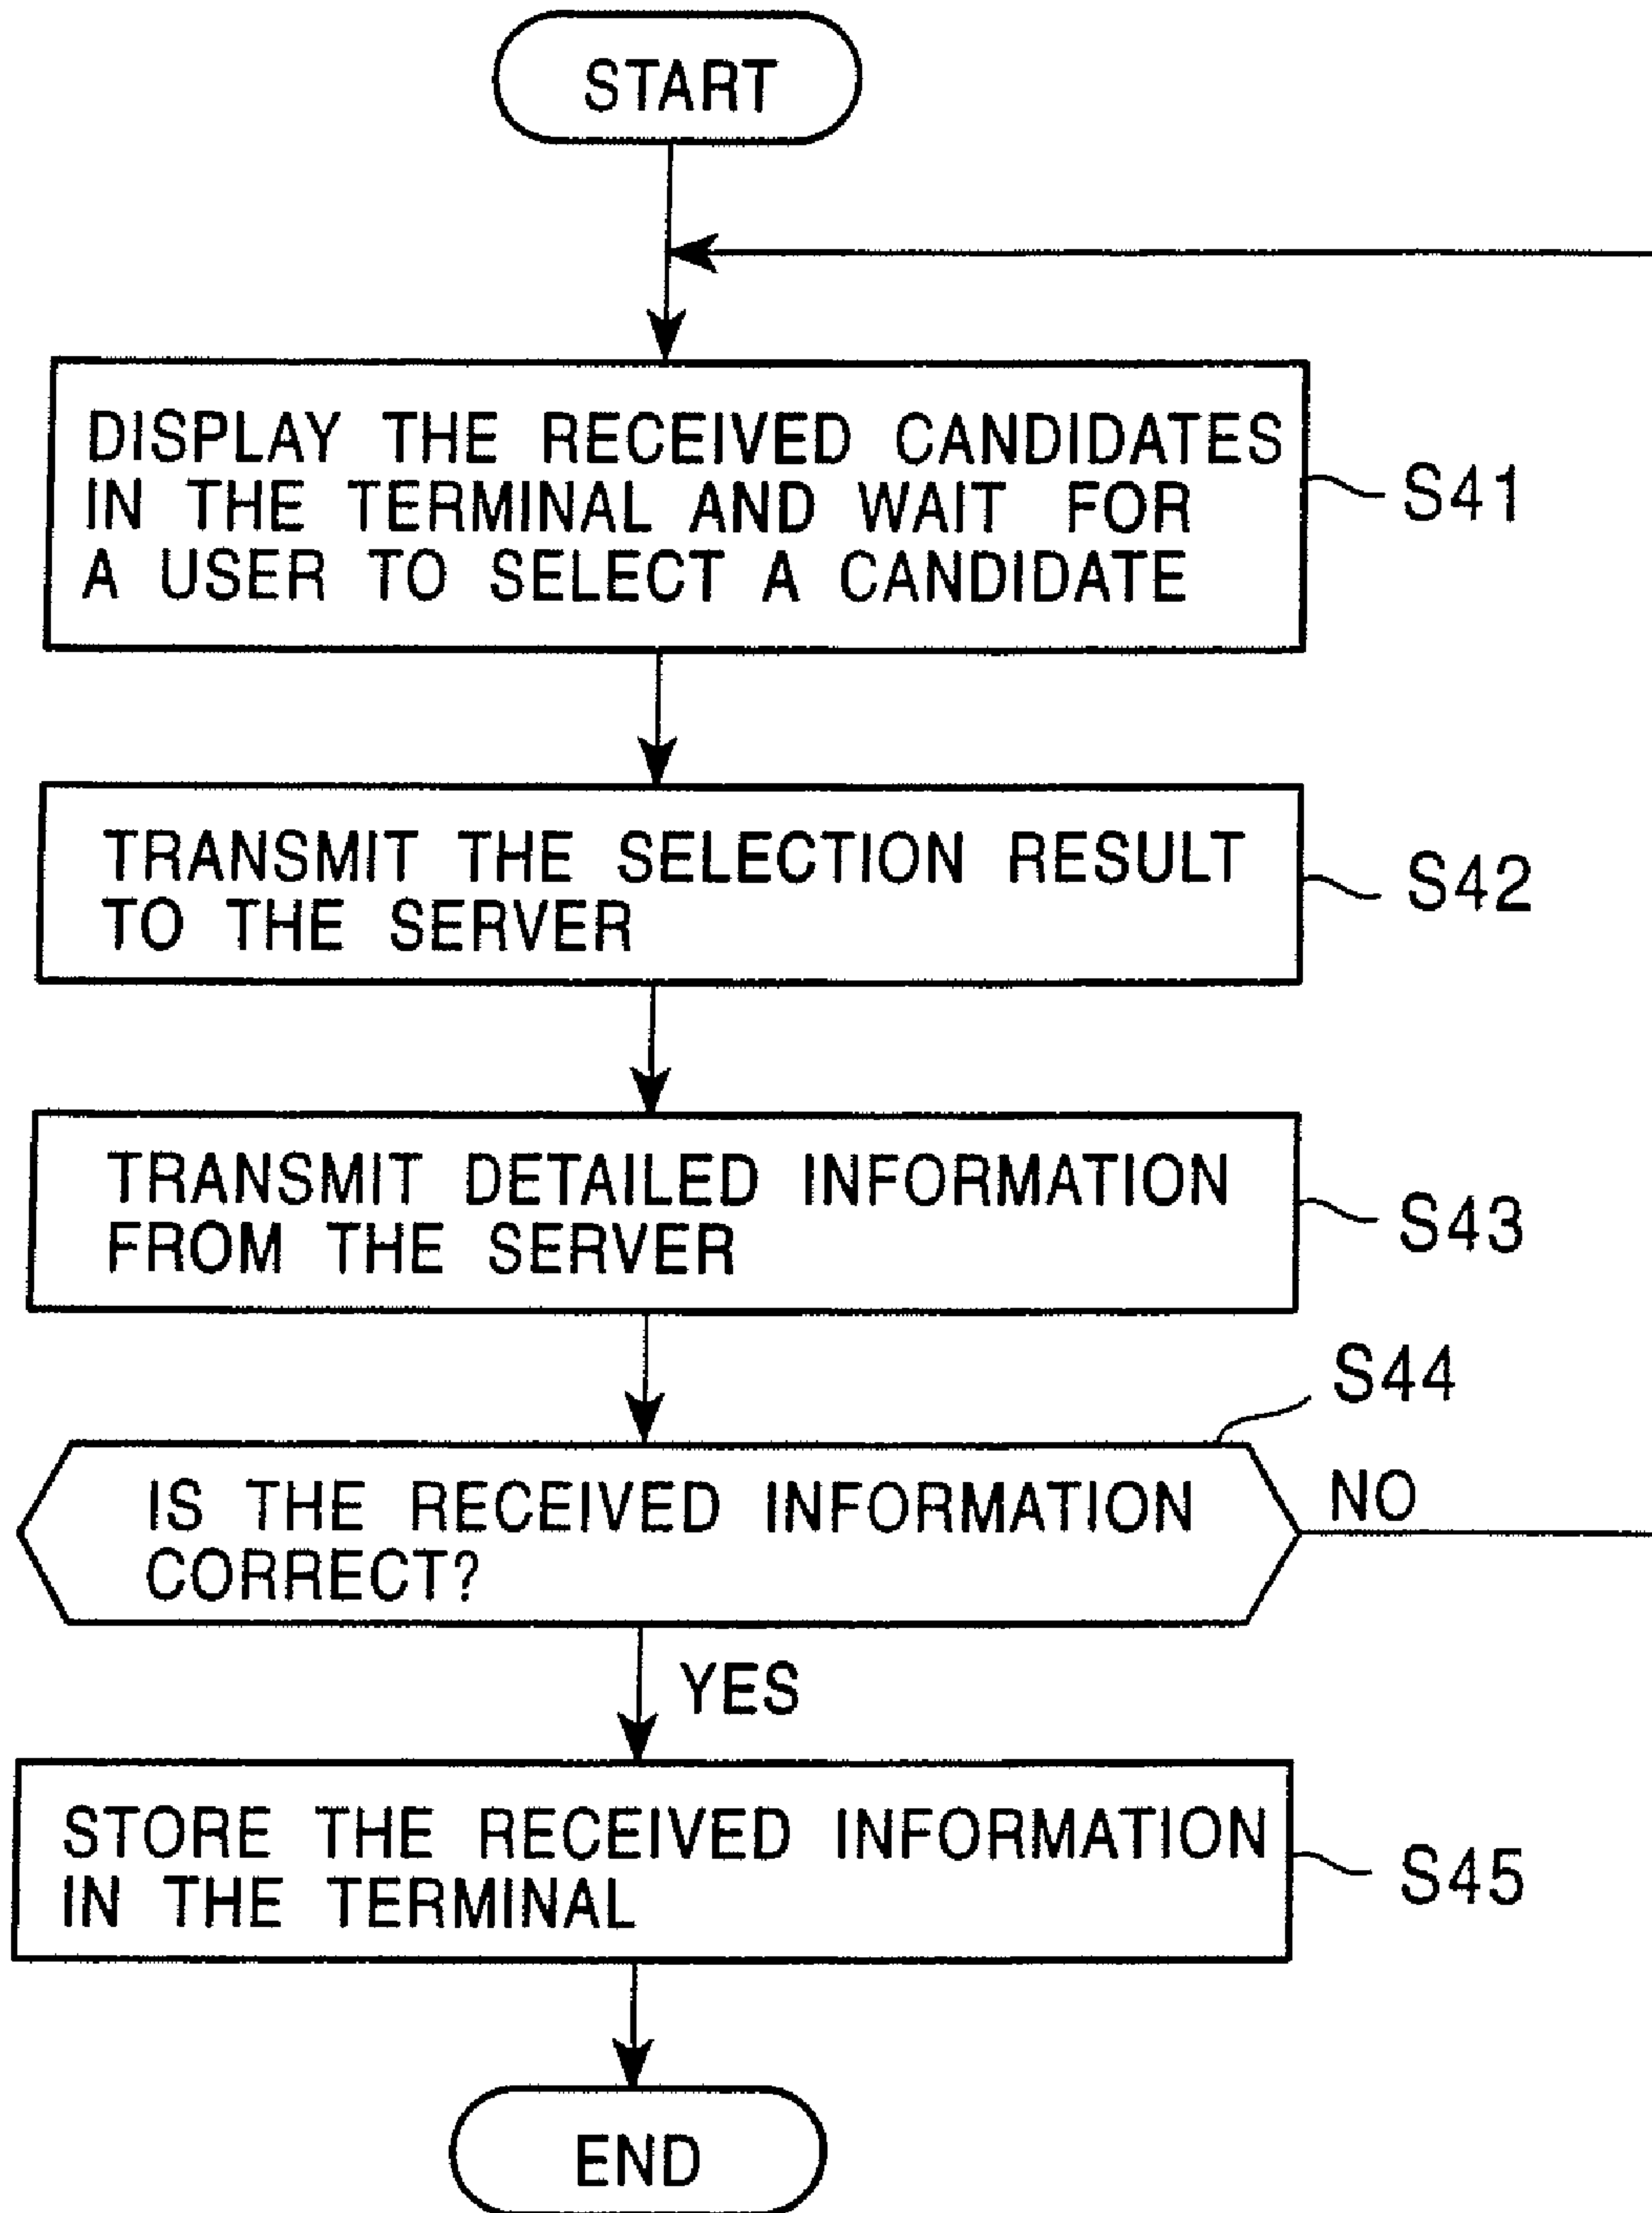 START
DISPLAY THE RECEIVED CANDIDATES
IN THE TERMINAL AND WAIT FOR
A USER TO SELECT A CANDIDATE
S41
TRANSMIT THE SELECTION RESULT
TO THE SERVER
S42
TRANSMIT DETAILED INFORMATION
FROM THE SERVER
S43
S44
IS THE RECEIVED INFORMATION
CORRECT?
NO
YES
STORE THE RECEIVED INFORMATION
IN THE TERMINAL
S45
END